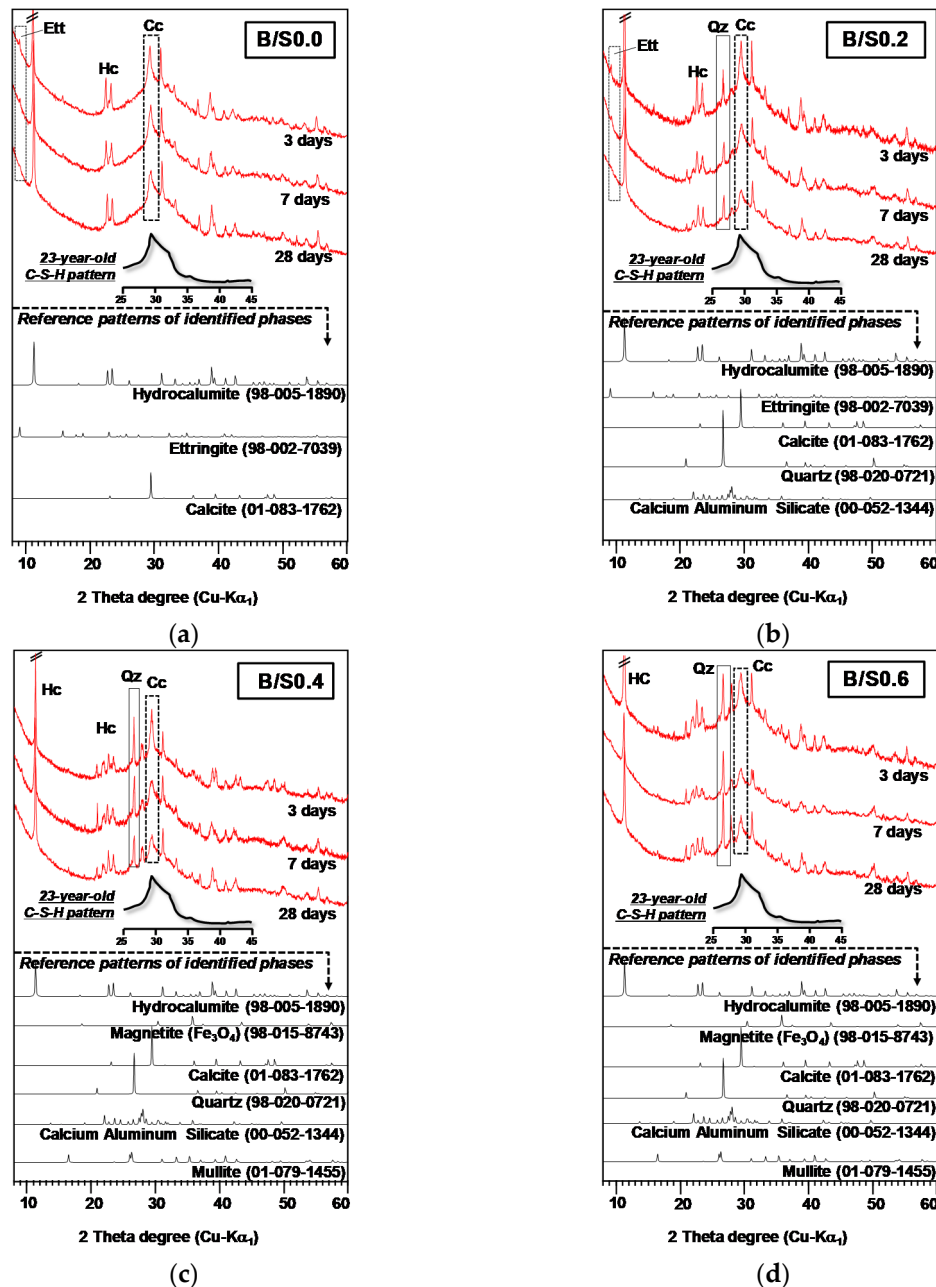 B/S0.0
Ett
Hc
Cc
3 days
7 days
28 days
23-year-old
C–S–H pattern
25 30 35 40 45
Reference patterns of identified phases
Hydrocalumite (98-005-1890)
Ettringite (98-002-7039)
Calcite (01-083-1762)
10 20 30 40 50 60
2 Theta degree (Cu-Kα₁)
(a)
B/S0.2
Ett
Hc
Qz
Cc
3 days
7 days
28 days
23-year-old
C–S–H pattern
25 30 35 40 45
Reference patterns of identified phases
Hydrocalumite (98-005-1890)
Ettringite (98-002-7039)
Calcite (01-083-1762)
Quartz (98-020-0721)
Calcium Aluminum Silicate (00-052-1344)
10 20 30 40 50 60
2 Theta degree (Cu-Kα₁)
(b)
B/S0.4
Hc
Hc
Qz
Cc
3 days
7 days
28 days
23-year-old
C–S–H pattern
25 30 35 40 45
Reference patterns of identified phases
Hydrocalumite (98-005-1890)
Magnetite (Fe₃O₄) (98-015-8743)
Calcite (01-083-1762)
Quartz (98-020-0721)
Calcium Aluminum Silicate (00-052-1344)
Mullite (01-079-1455)
10 20 30 40 50 60
2 Theta degree (Cu-Kα₁)
(c)
B/S0.6
HC
Qz
Cc
3 days
7 days
28 days
23-year-old
C–S–H pattern
25 30 35 40 45
Reference patterns of identified phases
Hydrocalumite (98-005-1890)
Magnetite (Fe₃O₄) (98-015-8743)
Calcite (01-083-1762)
Quartz (98-020-0721)
Calcium Aluminum Silicate (00-052-1344)
Mullite (01-079-1455)
10 20 30 40 50 60
2 Theta degree (Cu-Kα₁)
(d)